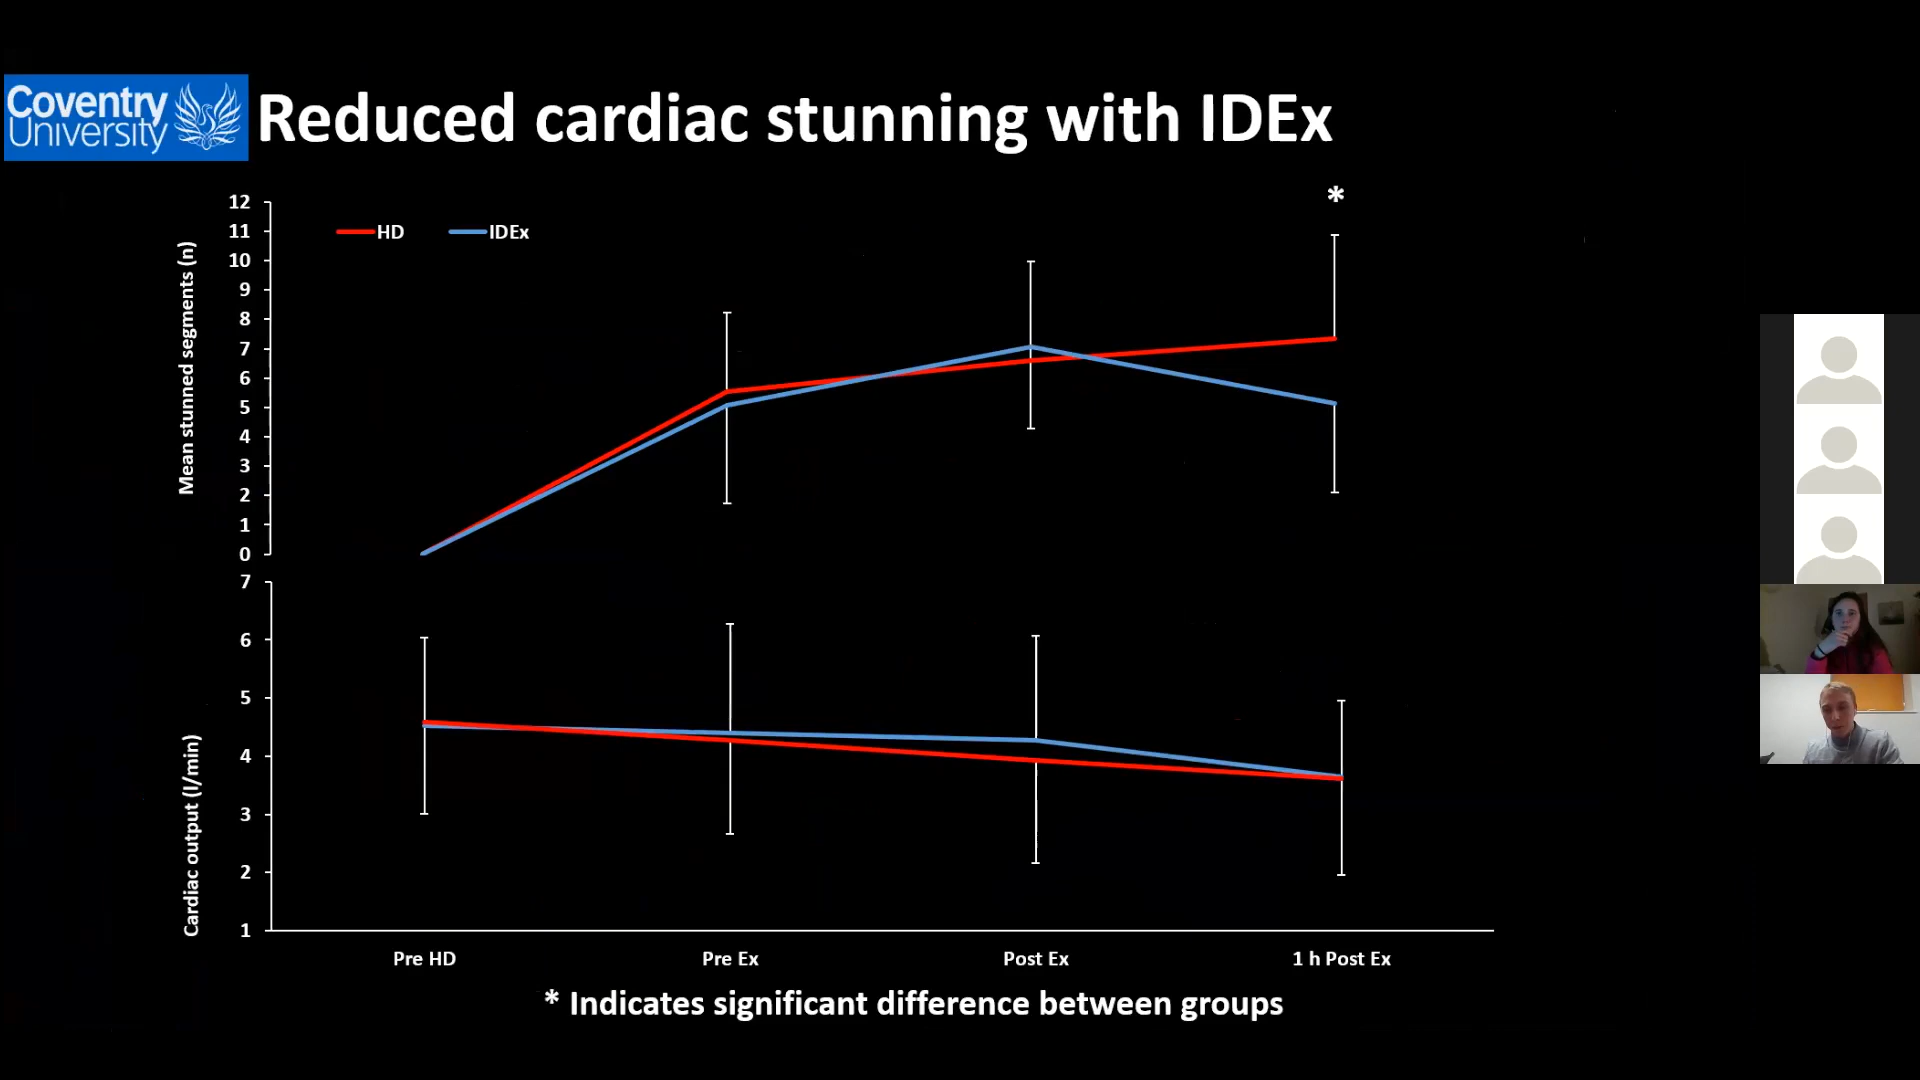 Coventry
University
Reduced cardiac stunning with IDEx
*
12
11
10
9
8
7
6
5
4
3
2
1
0
Mean stunned segments (n)
HD
IDEx
7
6
5
4
3
2
1
Cardiac output (l/min)
Pre HD
Pre Ex
Post Ex
1 h Post Ex
* Indicates significant difference between groups